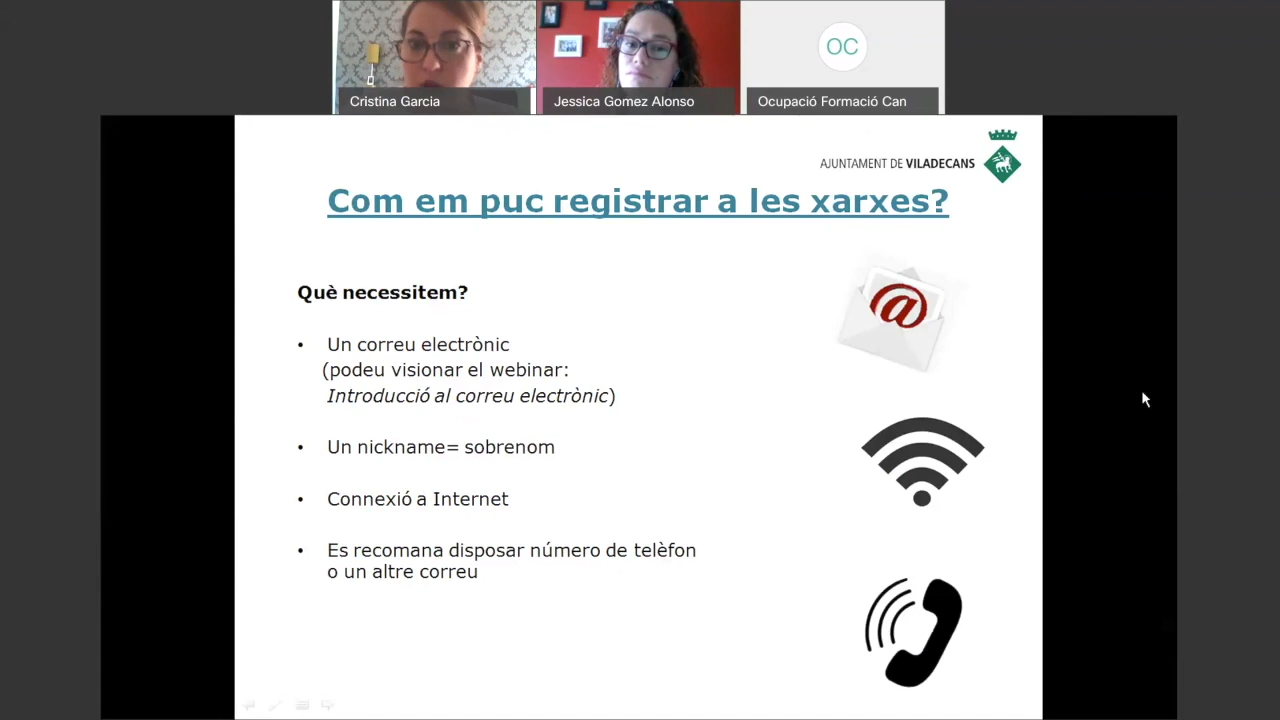 Cristina Garcia
Jessica Gomez Alonso
OC
Ocupació Formació Can
AJUNTAMENT DE VILADECANS
Com em puc registrar a les xarxes?
Què necessitem?
• Un correu electrònic
(podeu visionar el webinar:
Introducció al correu electrònic)
• Un nickname= sobrenom
• Connexió a Internet
• Es recomana disposar número de telèfon
o un altre correu
@